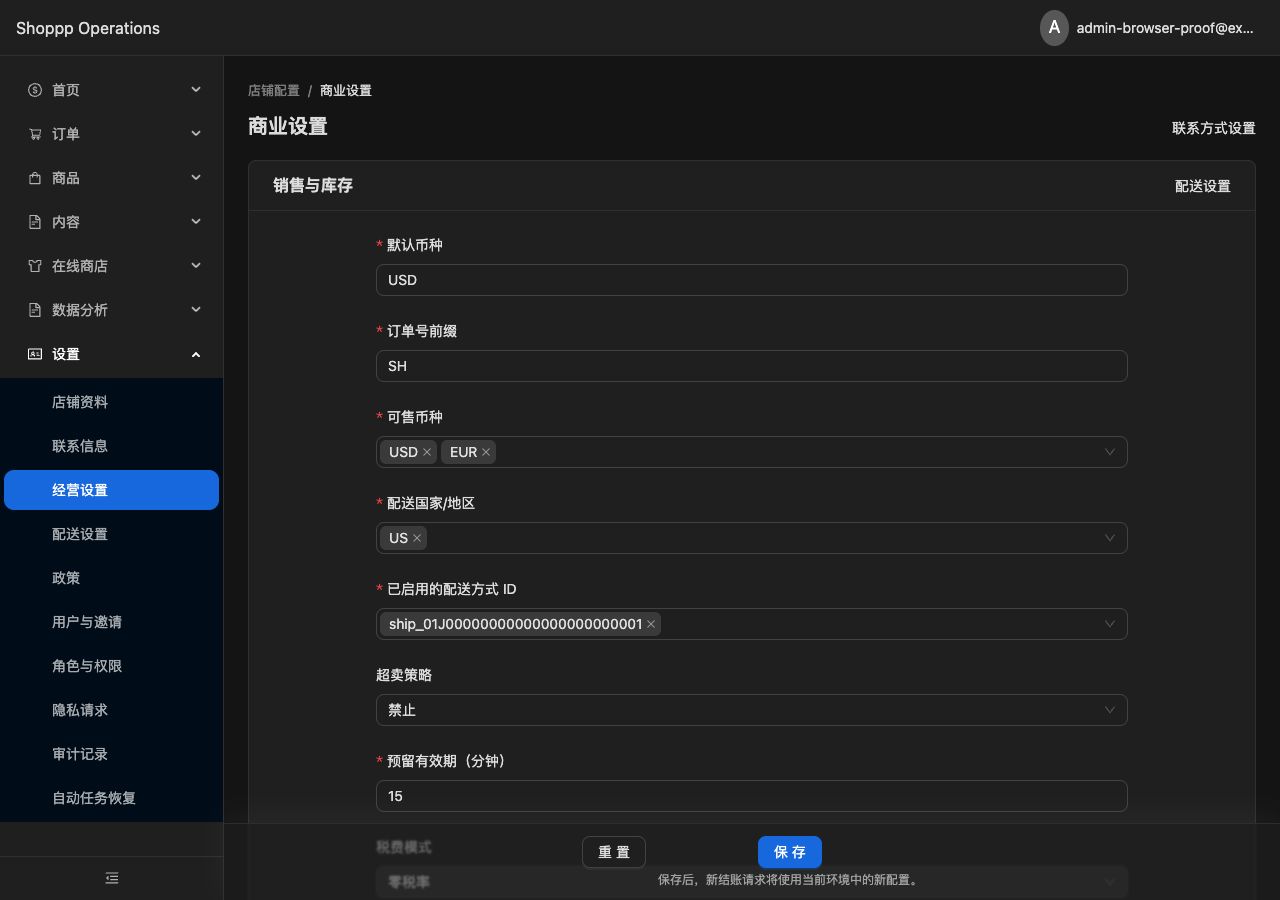 Shoppp Operations
A admin-browser-proof@ex...
首页
订单
商品
内容
在线商店
数据分析
设置
店铺资料
联系信息
经营设置
配送设置
政策
用户与邀请
角色与权限
隐私请求
审计记录
自动任务恢复
店铺配置 / 商业设置
商业设置
联系方式设置
销售与库存
配送设置
* 默认币种
USD
* 订单号前缀
SH
* 可售币种
USD EUR
* 配送国家/地区
US
* 已启用的配送方式 ID
ship_01J00000000000000000000001
超卖策略
禁止
* 预留有效期（分钟）
15
税费模式
零税率
重 置
保 存
保存后，新结账请求将使用当前环境中的新配置。